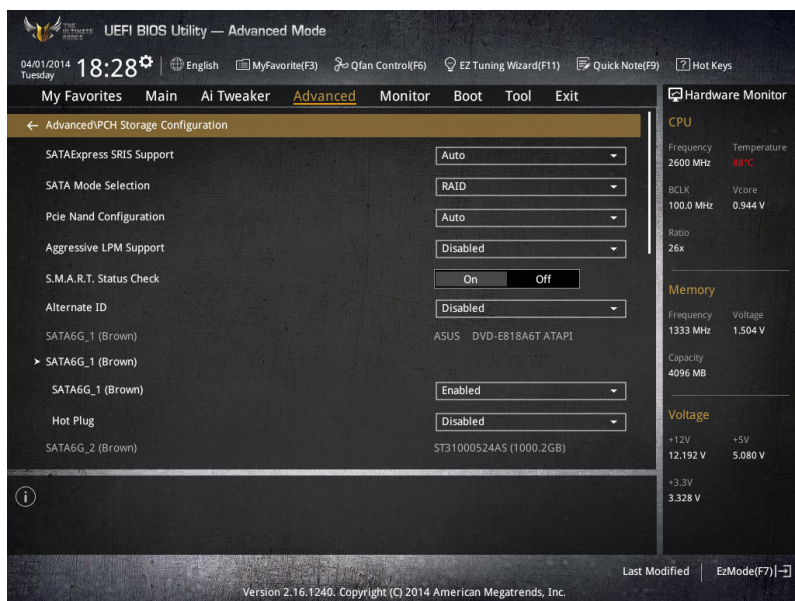 THE ULTIMATE FORCE UEFI BIOS Utility — Advanced Mode
04/01/2014 Tuesday 18:28 English MyFavorite(F3) Qfan Control(F6) EZ Tuning Wizard(F11) Quick Note(F9) ? Hot Keys
My Favorites Main Ai Tweaker Advanced Monitor Boot Tool Exit
Advanced\PCH Storage Configuration
SATAExpress SRIS Support Auto
SATA Mode Selection RAID
Pcie Nand Configuration Auto
Aggressive LPM Support Disabled
S.M.A.R.T. Status Check On Off
Alternate ID Disabled
SATA6G_1 (Brown) ASUS DVD-E818A6T ATAPI
SATA6G_1 (Brown)
SATA6G_1 (Brown) Enabled
Hot Plug Disabled
SATA6G_2 (Brown) ST31000524AS (1000.2GB)
Hardware Monitor
CPU
Frequency Temperature
2600 MHz 88°C
BCLK Vcore
100.0 MHz 0.944 V
Ratio
26x
Memory
Frequency Voltage
1333 MHz 1.504 V
Capacity
4096 MB
Voltage
+12V +5V
12.192 V 5.080 V
+3.3V
3.328 V
i
Last Modified EzMode(F7)
Version 2.16.1240. Copyright (C) 2014 American Megatrends, Inc.